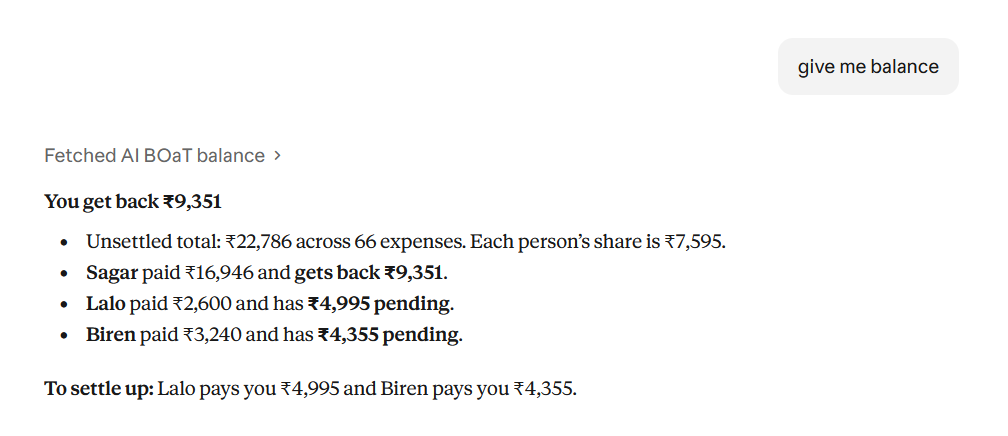 give me balance
Fetched AI BOaT balance >
You get back ₹9,351
• Unsettled total: ₹22,786 across 66 expenses. Each person’s share is ₹7,595.
• Sagar paid ₹16,946 and gets back ₹9,351.
• Lalo paid ₹2,600 and has ₹4,995 pending.
• Biren paid ₹3,240 and has ₹4,355 pending.
To settle up: Lalo pays you ₹4,995 and Biren pays you ₹4,355.